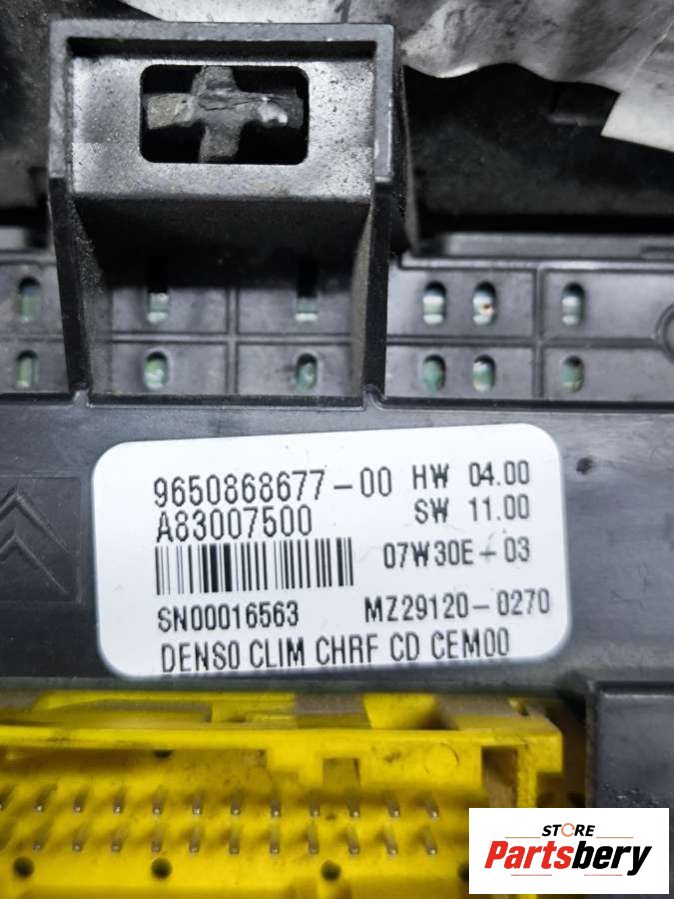 9650868677-00 HW 04.00
A83007500 SW 11.00
07W30E-03
SN00016563 MZ29120-0270
DENSO CLIM CHRF CD CEM00
STORE
Partsbery